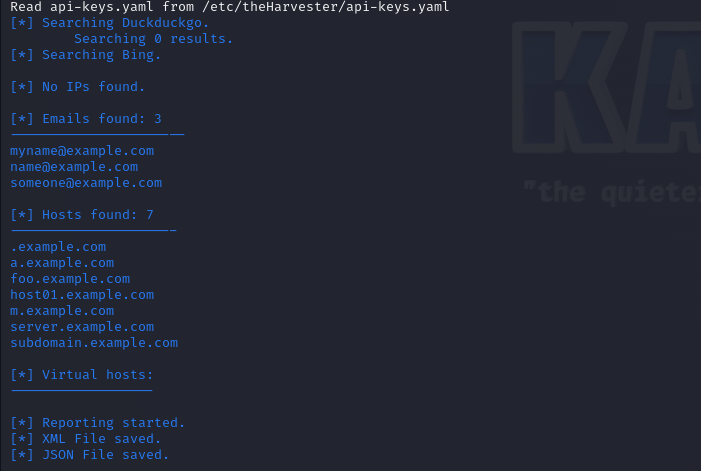 Read api-keys.yaml from /etc/theHarvester/api-keys.yaml
[*] Searching Duckduckgo.
Searching 0 results.
[*] Searching Bing.
[*] No IPs found.
[*] Emails found: 3
----------------------
myname@example.com
name@example.com
someone@example.com
[*] Hosts found: 7
---------------------
.example.com
a.example.com
foo.example.com
host01.example.com
m.example.com
server.example.com
subdomain.example.com
[*] Virtual hosts:
------------------
[*] Reporting started.
[*] XML File saved.
[*] JSON File saved.
KA
"the quieter